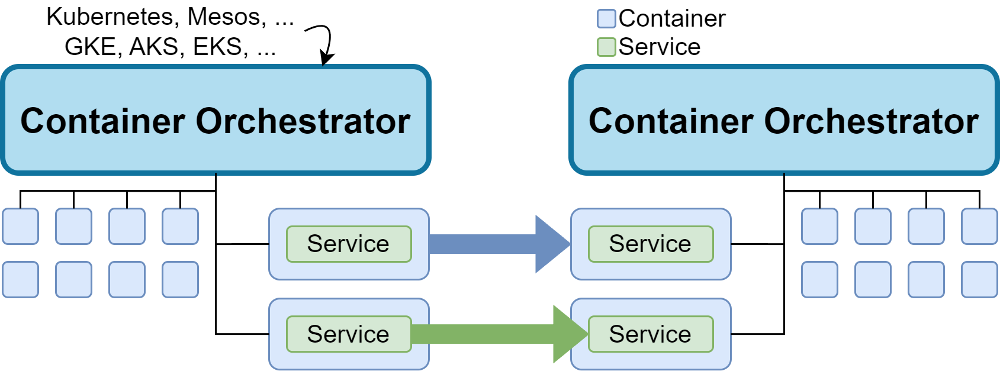 Kubernetes, Mesos, ...
GKE, AKS, EKS, ...
Container
Service
Container Orchestrator
Container Orchestrator
Service
Service
Service
Service